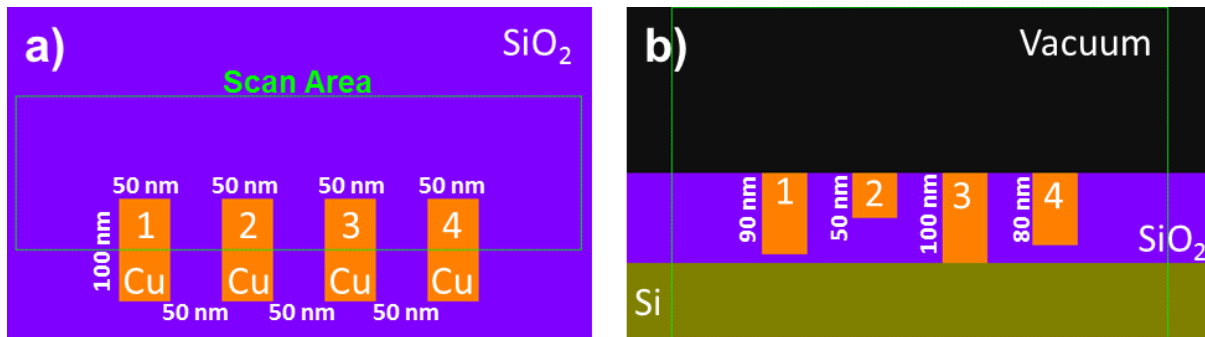 a)
SiO₂
Scan Area
50 nm 50 nm 50 nm 50 nm
100 nm
1 2 3 4
Cu Cu Cu Cu
50 nm 50 nm 50 nm
b)
Vacuum
90 nm 1 50 nm 2 100 nm 3 80 nm 4
SiO₂
Si